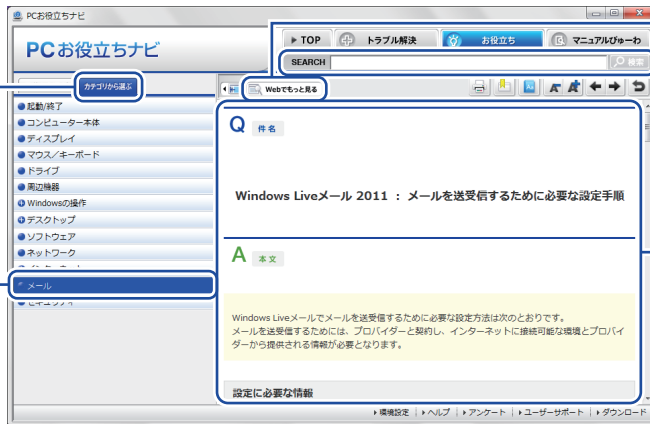 PCお役立ちナビ
PCお役立ちナビ
TOP
トラブル解決
お役立ち
マニュアルびゅーわ
SEARCH
検索
カテゴリから選ぶ
Webでもっと見る
起動/終了
コンピューター本体
ディスプレイ
マウス/キーボード
ドライブ
周辺機器
Windowsの操作
デスクトップ
ソフトウェア
ネットワーク
メール
セキュリティ
Q 件名
Windows Liveメール 2011 : メールを送受信するために必要な設定手順
A 本文
Windows Liveメールでメールを送受信するために必要な設定方法は次のとおりです。
メールを送受信するためには、プロバイダーと契約し、インターネットに接続可能な環境とプロバイ
ダーから提供される情報が必要となります。
設定に必要な情報
環境設定 ヘルプ アンケート ユーザーサポート ダウンロード